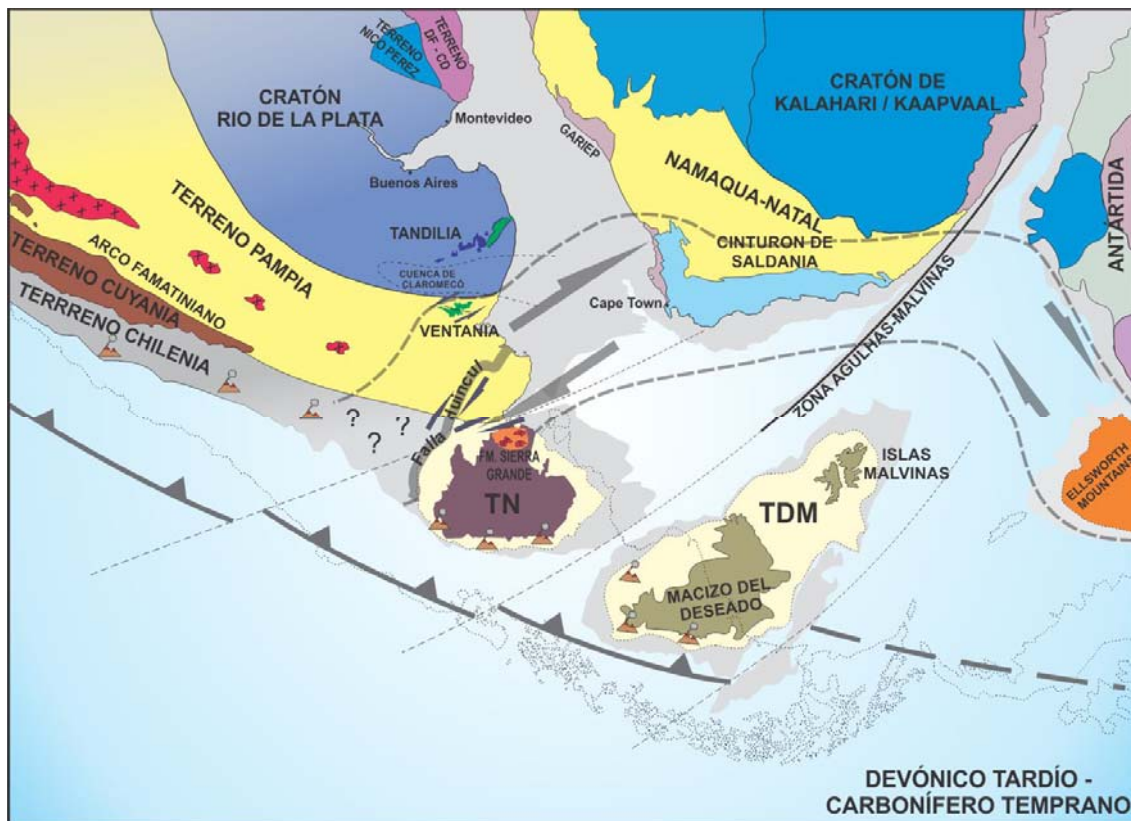 TERRENO
NICO PEREZ
TERRENO
DF - CD
CRATÓN
RIO DE LA PLATA
Montevideo
Buenos Aires
GARIEP
CRATÓN DE
KALAHARI / KAAPVAAL
NAMAQUA-NATAL
CINTURON DE
SALDANIA
ANTÁRTIDA
TANDILIA
CUENCA DE
CLAROMECÓ
VENTANIA
Cape Town
TERRENO PAMPIA
ARCO FAMATINIANO
TERRENO CUYANIA
TERRRENO CHILENIA
ZONA AGULHAS-MALVINAS
?
?
?
Falla Huincul
FM. SIERRA
GRANDE
TN
ISLAS
MALVINAS
TDM
MACIZO DEL
DESEADO
ELLSWORTH
MOUNTAINS
DEVÓNICO TARDÍO -
CARBONÍFERO TEMPRANO